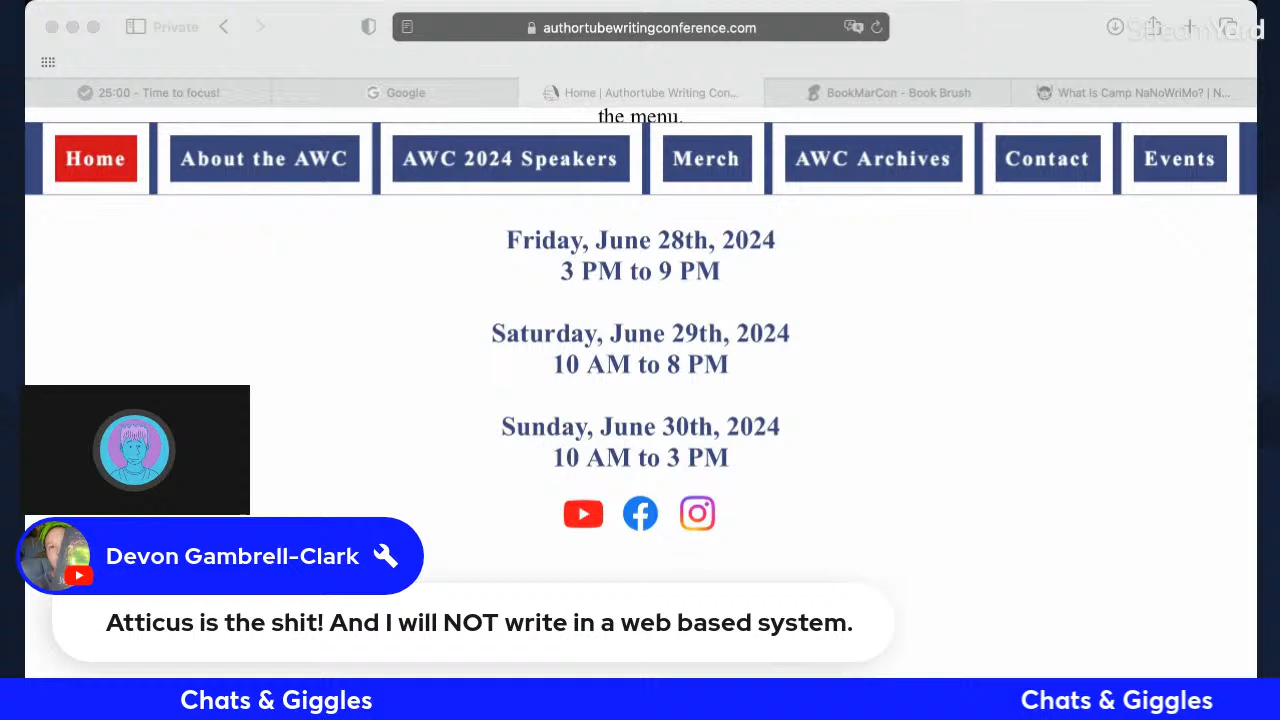 Private
authortubewritingconference.com
StreamYard
25:00 - Time to focus!
Google
Home | Authortube Writing Con...
BookMarCon - Book Brush
What is Camp NaNoWriMo? | N...
the menu.
Home
About the AWC
AWC 2024 Speakers
Merch
AWC Archives
Contact
Events
Friday, June 28th, 2024
3 PM to 9 PM
Saturday, June 29th, 2024
10 AM to 8 PM
Sunday, June 30th, 2024
10 AM to 3 PM
Devon Gambrell-Clark
Atticus is the shit! And I will NOT write in a web based system.
Chats & Giggles
Chats & Giggles